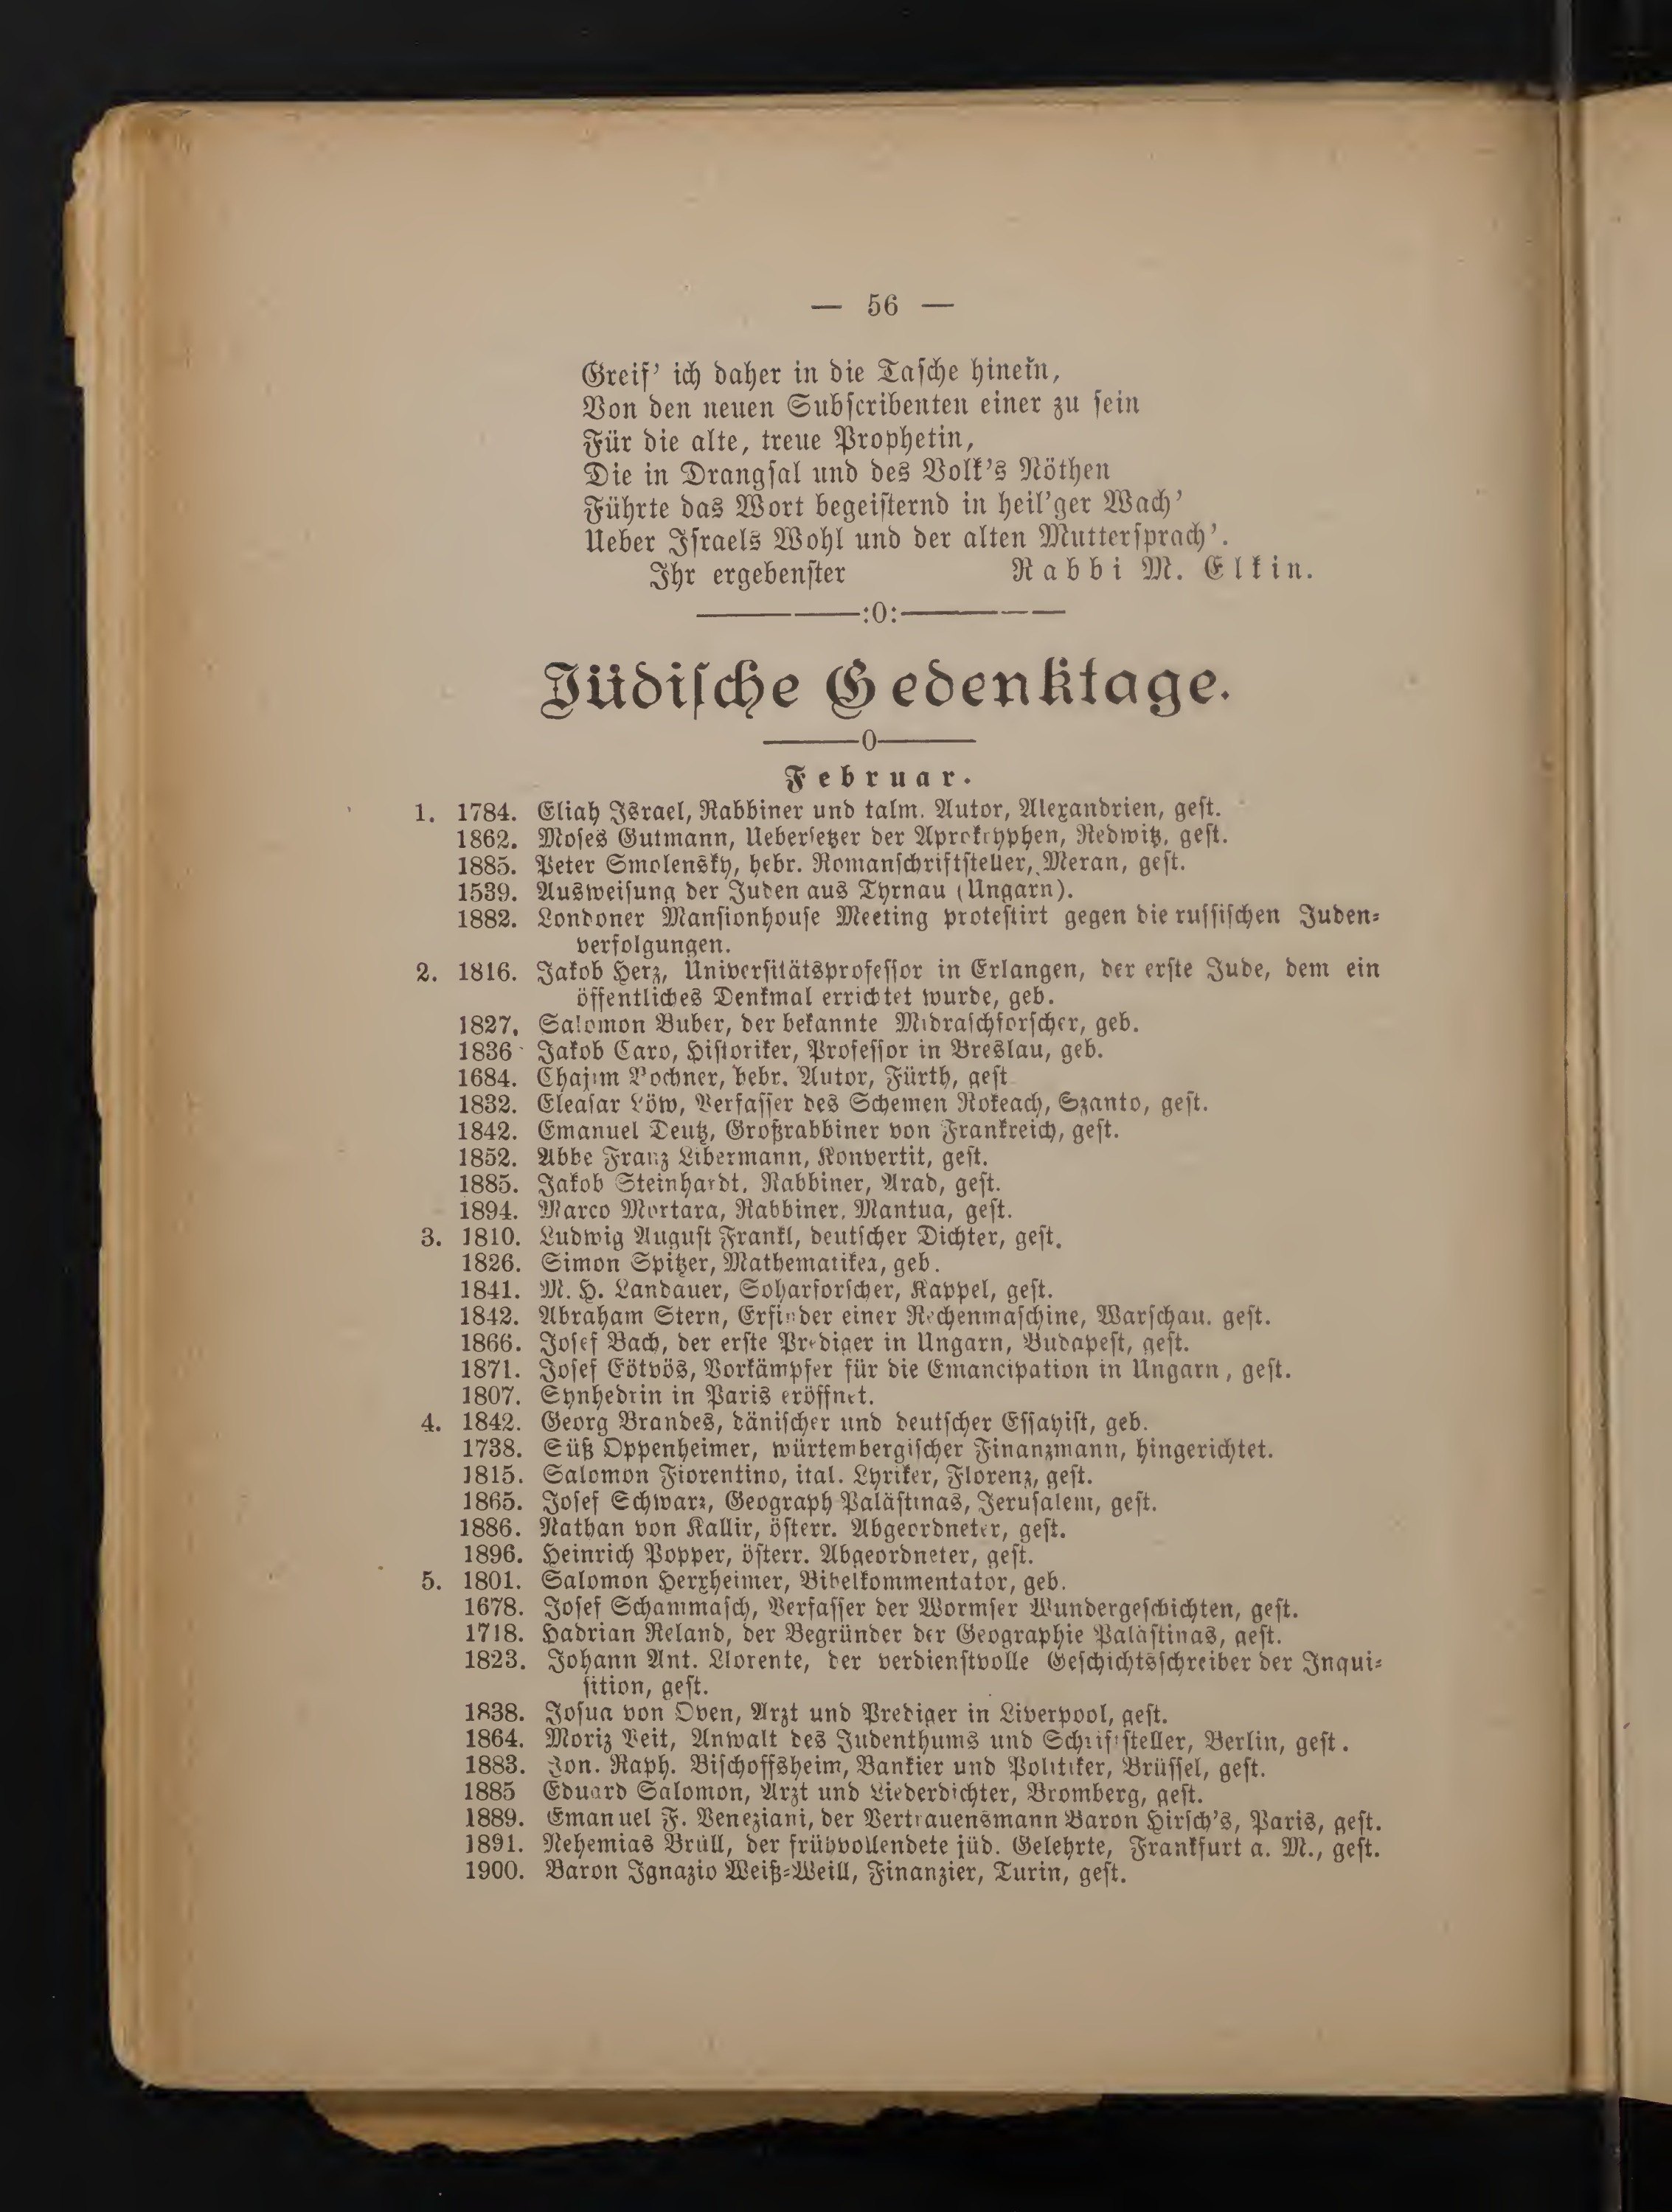 — 56 —
Greif' ich daher in die Tasche hinein,
Von den neuen Subscribenten einer zu sein
Für die alte, treue Prophetin,
Die in Drangsal und des Volk's Nöthen
Führte das Wort begeisternd in heil'ger Wach'
Ueber Israels Wohl und der alten Muttersprach'.
Ihr ergebenster Rabbi M. Elkin.
:0:
Jüdische Gedenktage.
0
Februar.
1. 1784. Eliah Israel, Rabbiner und talm. Autor, Alexandrien, gest.
1862. Moses Gutmann, Uebersetzer der Aprokryphen, Redwitz, gest.
1885. Peter Smolensky, hebr. Romanschriftsteller, Meran, gest.
1539. Ausweisung der Juden aus Tyrnau (Ungarn).
1882. Londoner Mansionhouse Meeting protestirt gegen die russischen Juden-
verfolgungen.
2. 1816. Jakob Herz, Universitätsprofessor in Erlangen, der erste Jude, dem ein
öffentliches Denkmal errichtet wurde, geb.
1827. Salomon Buber, der bekannte Midraschforscher, geb.
1836 Jakob Caro, Historiker, Professor in Breslau, geb.
1684. Chajim Bochner, hebr. Autor, Fürth, gest
1832. Eleasar Löw, Verfasser des Schemen Rokeach, Szanto, gest.
1842. Emanuel Deutz, Großrabbiner von Frankreich, gest.
1852. Abbe Franz Libermann, Konvertit, gest.
1885. Jakob Steinhardt, Rabbiner, Arad, gest.
1894. Marco Mortara, Rabbiner, Mantua, gest.
3. 1810. Ludwig August Frankl, deutscher Dichter, gest.
1826. Simon Spitzer, Mathematiker, geb.
1841. M. H. Landauer, Soharforscher, Kappel, gest.
1842. Abraham Stern, Erfinder einer Rechenmaschine, Warschau. gest.
1866. Josef Bach, der erste Prediger in Ungarn, Budapest, gest.
1871. Josef Eötvös, Vorkämpfer für die Emancipation in Ungarn, gest.
1807. Synhedrin in Paris eröffnet.
4. 1842. Georg Brandes, dänischer und deutscher Essayist, geb.
1738. Süß Oppenheimer, würtembergischer Finanzmann, hingerichtet.
1815. Salomon Fiorentino, ital. Lyriker, Florenz, gest.
1865. Josef Schwarz, Geograph Palästinas, Jerusalem, gest.
1886. Nathan von Kallir, österr. Abgeordneter, gest.
1896. Heinrich Popper, österr. Abgeordneter, gest.
5. 1801. Salomon Herxheimer, Bibelkommentator, geb.
1678. Josef Schammasch, Verfasser der Wormser Wundergeschichten, gest.
1718. Hadrian Reland, der Begründer der Geographie Palästinas, gest.
1823. Johann Ant. Llorente, der verdienstvolle Geschichtsschreiber der Inqui-
sition, gest.
1838. Josua von Oven, Arzt und Prediger in Liverpool, gest.
1864. Moriz Veit, Anwalt des Judenthums und Schriftsteller, Berlin, gest.
1883. Jon. Raph. Bischoffsheim, Bankier und Politiker, Brüssel, gest.
1885 Eduard Salomon, Arzt und Liederdichter, Bromberg, gest.
1889. Emanuel F. Veneziani, der Vertrauensmann Baron Hirsch's, Paris, gest.
1891. Nehemias Brüll, der frühvollendete jüd. Gelehrte, Frankfurt a. M., gest.
1900. Baron Ignazio Weiß-Weill, Finanzier, Turin, gest.